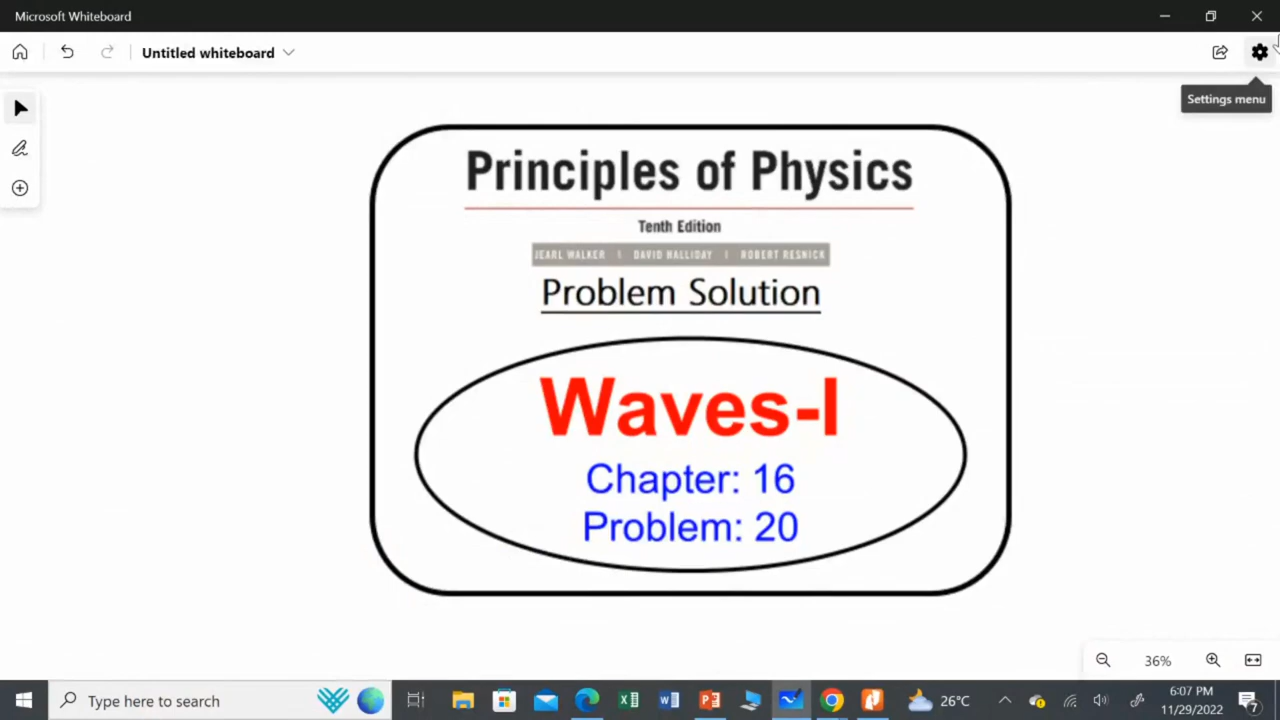 Microsoft Whiteboard
Untitled whiteboard
Settings menu
Principles of Physics
Tenth Edition
JEARL WALKER | DAVID HALLIDAY | ROBERT RESNICK
Problem Solution
Waves-I
Chapter: 16
Problem: 20
36%
Type here to search
26°C
6:07 PM
11/29/2022
7